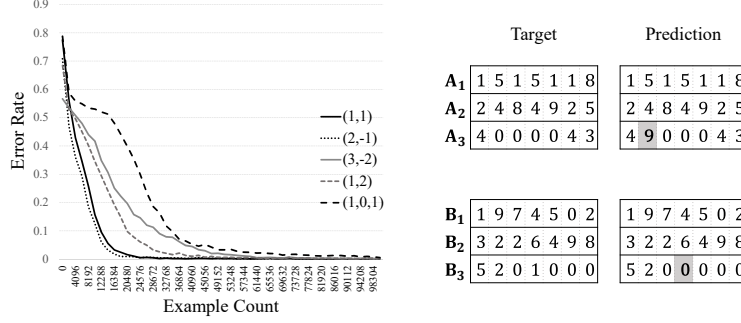 0.9
0.8
0.7
0.6
0.5
0.4
0.3
0.2
0.1
0
Error Rate
0 4096 8192 12288 16384 20480 24576 28672 32768 36864 40960 45056 49152 53248 57344 61440 65536 69632 73728 77824 81920 86016 90112 94208 98304
Example Count
(1,1)
(2,-1)
(3,-2)
(1,2)
(1,0,1)
Target Prediction
A1 1 5 1 5 1 1 8 1 5 1 5 1 1 8
A2 2 4 8 4 9 2 5 2 4 8 4 9 2 5
A3 4 0 0 0 0 4 3 4 9 0 0 0 4 3
B1 1 9 7 4 5 0 2 1 9 7 4 5 0 2
B2 3 2 2 6 4 9 8 3 2 2 6 4 9 8
B3 5 2 0 1 0 0 0 5 2 0 0 0 0 0